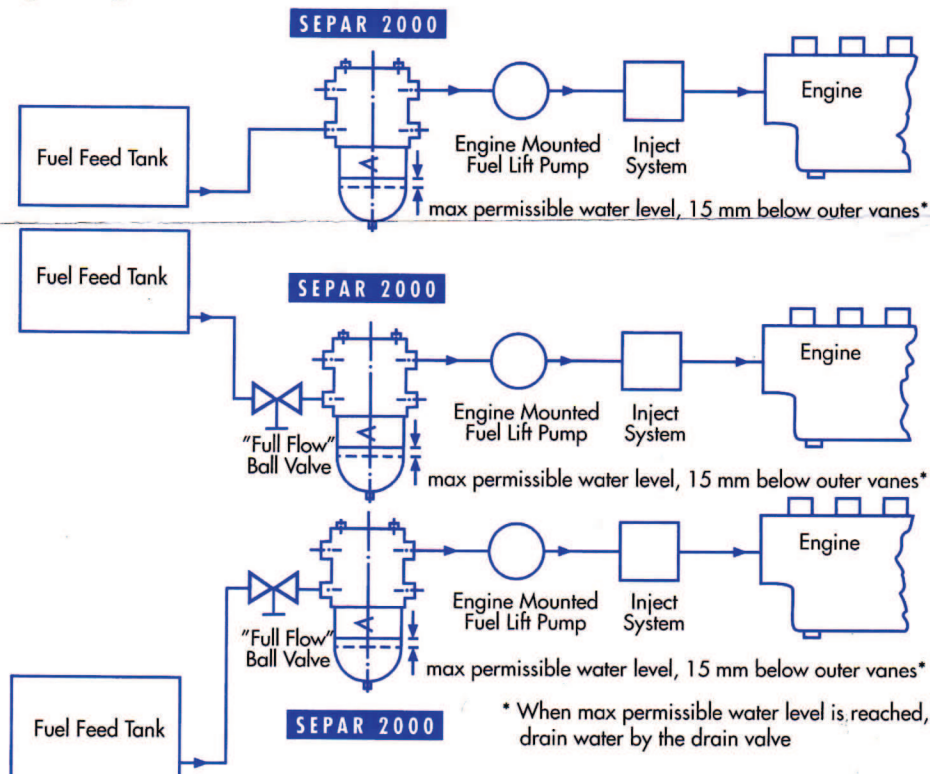 SEPAR 2000
Fuel Feed Tank
Engine Mounted
Fuel Lift Pump
Inject
System
Engine
max permissible water level, 15 mm below outer vanes*
Fuel Feed Tank
SEPAR 2000
"Full Flow"
Ball Valve
Engine Mounted
Fuel Lift Pump
Inject
System
Engine
max permissible water level, 15 mm below outer vanes*
"Full Flow"
Ball Valve
Engine Mounted
Fuel Lift Pump
Inject
System
Engine
max permissible water level, 15 mm below outer vanes*
Fuel Feed Tank
SEPAR 2000
* When max permissible water level is reached,
drain water by the drain valve